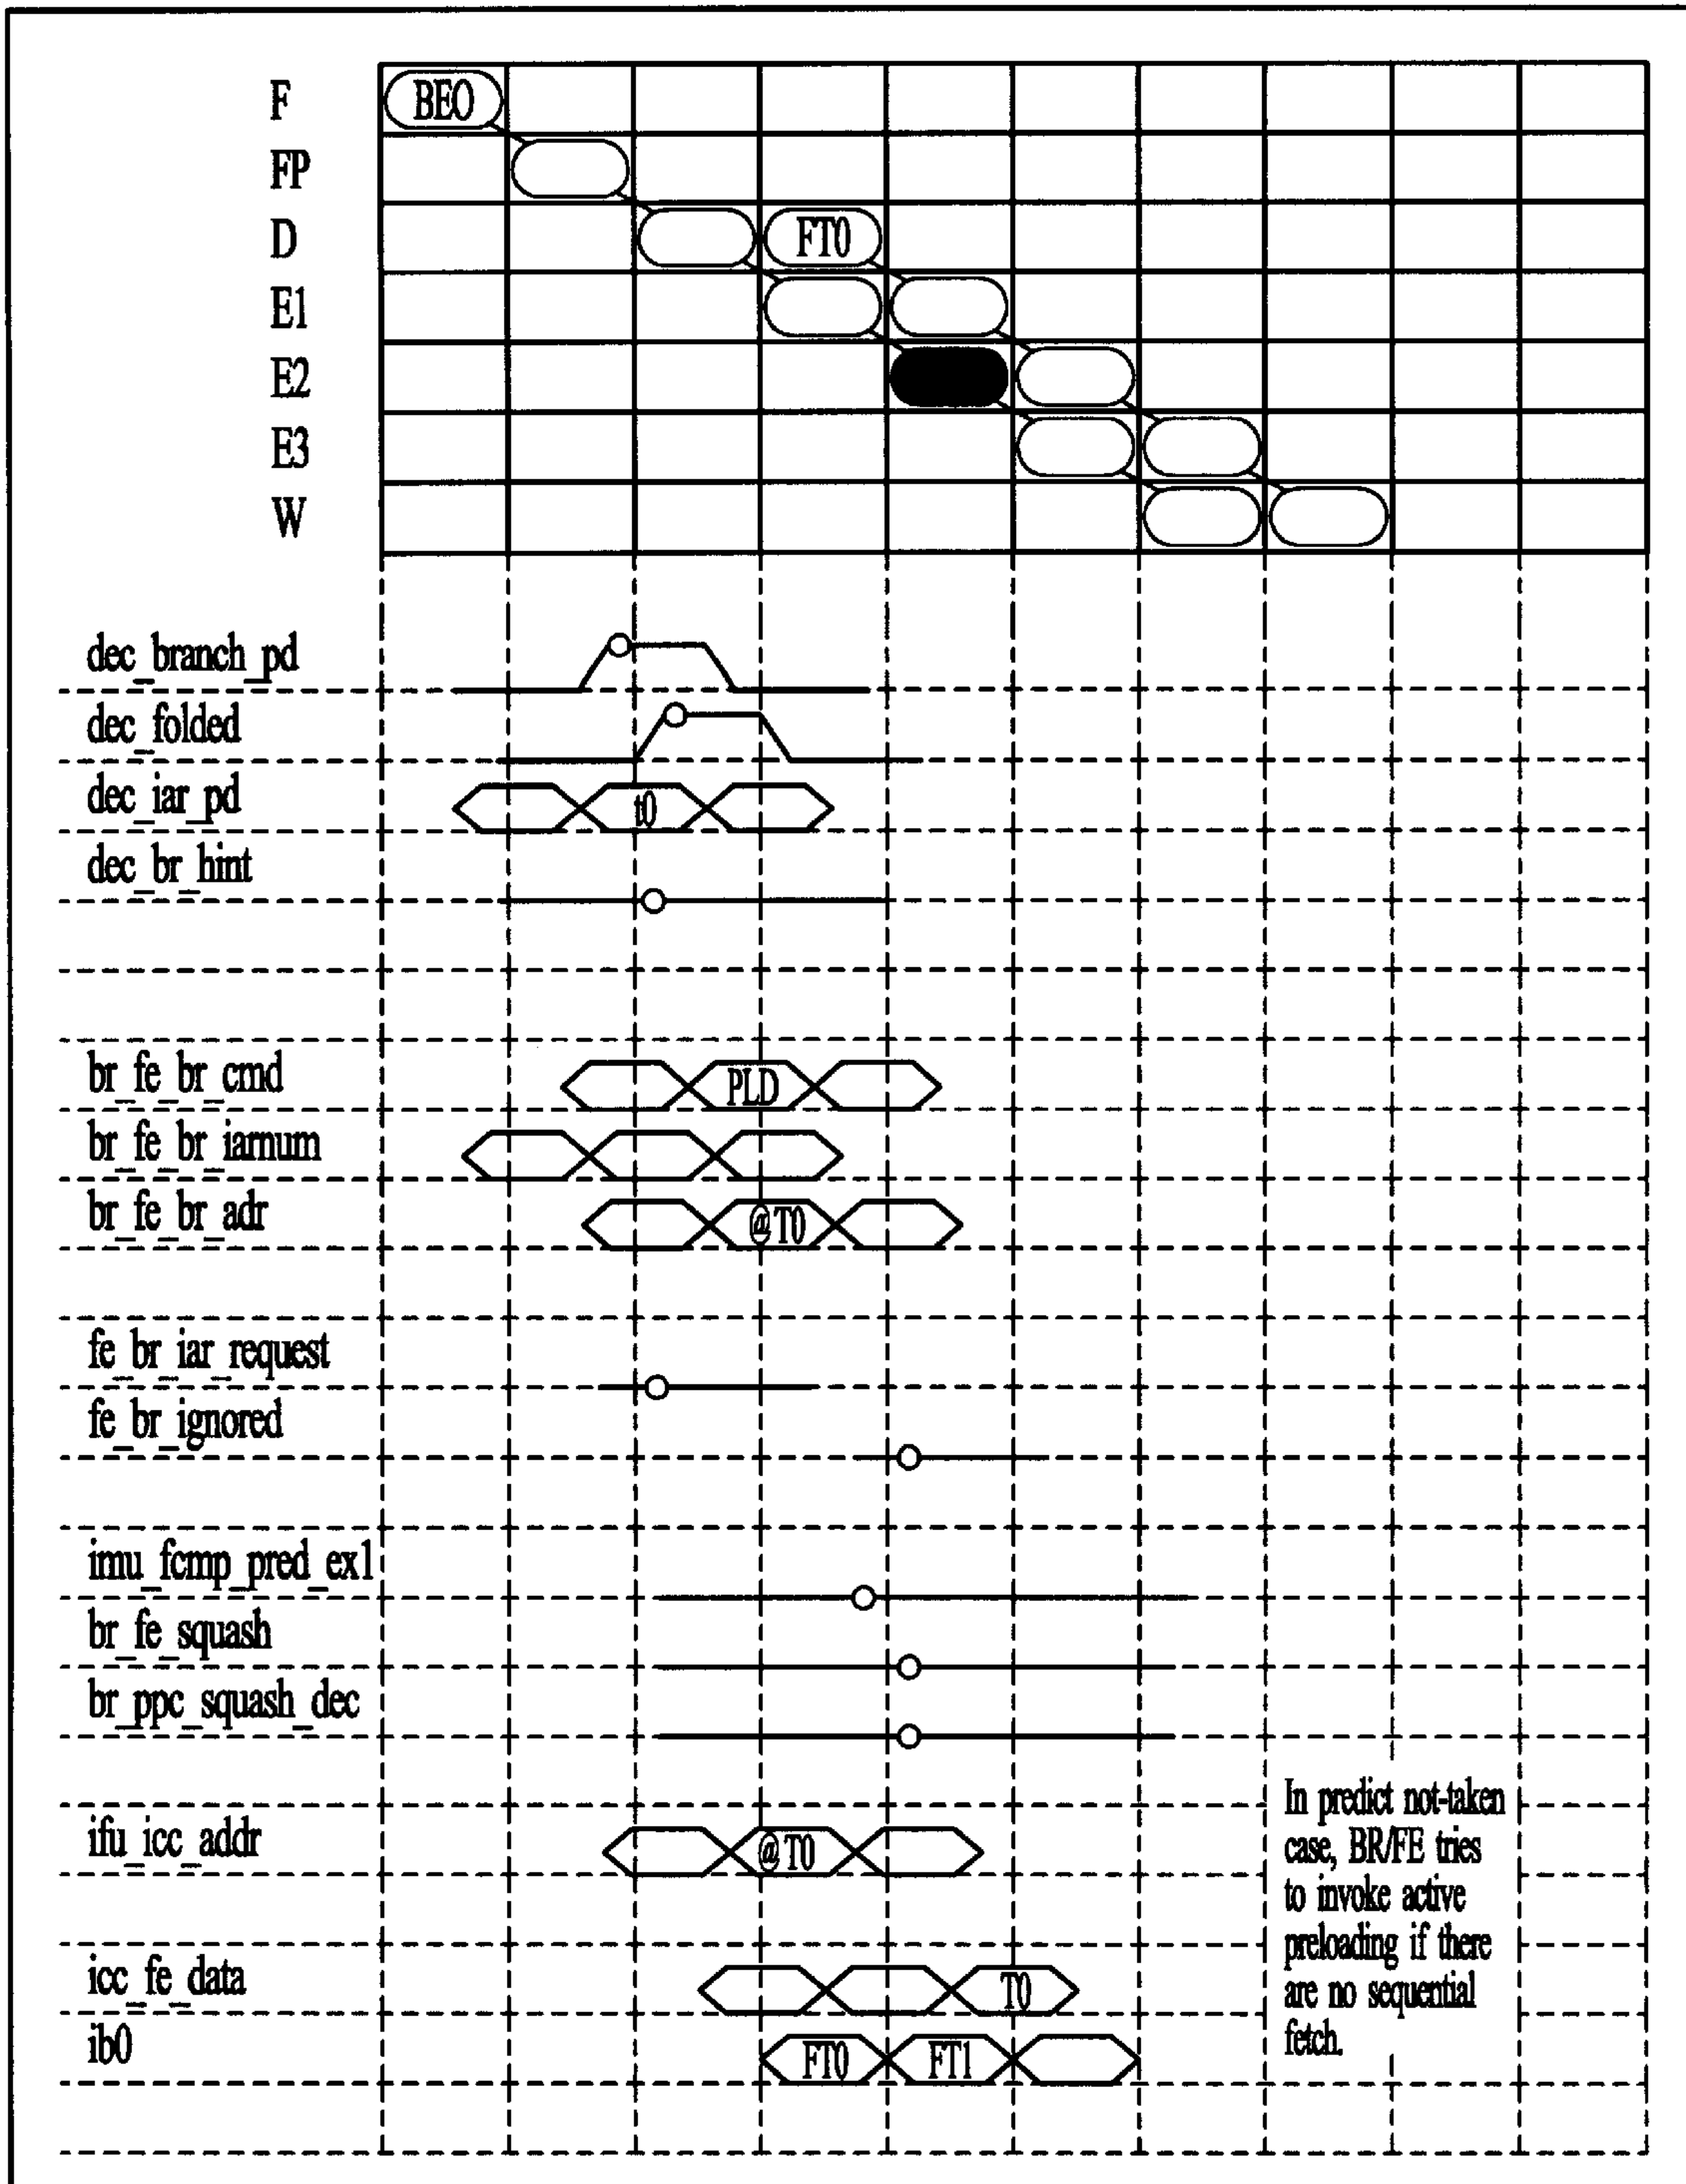 F
BEO
FP
D
FT0
E1
E2
E3
W
dec_branch_pd
dec_folded
dec_iar_pd
t0
dec_br_hint
br_fe_br_cmd
PLD
br_fe_br_iarnum
br_fe_br_adr
@T0
fe_br_iar_request
fe_br_ignored
imu_fcmp_pred_ex1
br_fe_squash
br_ppc_squash_dec
ifu_icc_addr
@T0
In predict not-taken
case, BR/FE tries
to invoke active
preloading if there
are no sequential
fetch.
icc_fe_data
T0
ib0
FT0
FT1